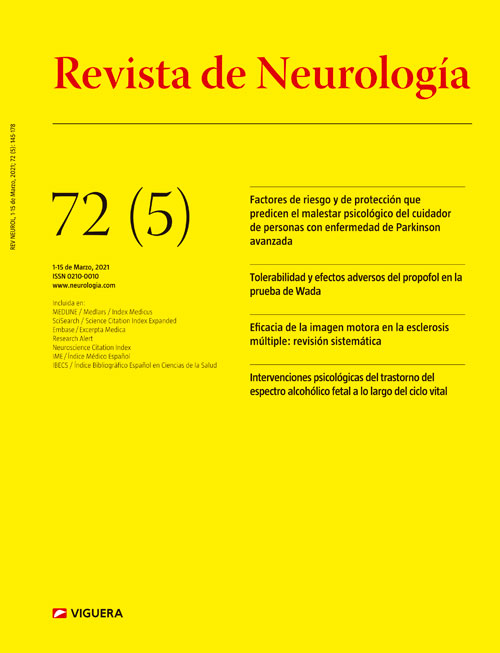 Revista de Neurología
REV NEUROL, 1-15 de Marzo, 2021; 72 (5): 145-178
72 (5)
1-15 de Marzo, 2021
ISSN 0210-0010
www.neurologia.com
Incluida en:
MEDLINE / Medlars / Index Medicus
SciSearch / Science Citation Index Expanded
Embase / Excerpta Medica
Research Alert
Neuroscience Citation Index
IME / Índice Médico Español
IBECS / Índice Bibliográfico Español en Ciencias de la Salud
Factores de riesgo y de protección que
predicen el malestar psicológico del cuidador
de personas con enfermedad de Parkinson
avanzada
Tolerabilidad y efectos adversos del propofol en la
prueba de Wada
Eficacia de la imagen motora en la esclerosis
múltiple: revisión sistemática
Intervenciones psicológicas del trastorno del
espectro alcohólico fetal a lo largo del ciclo vital
VIGUERA